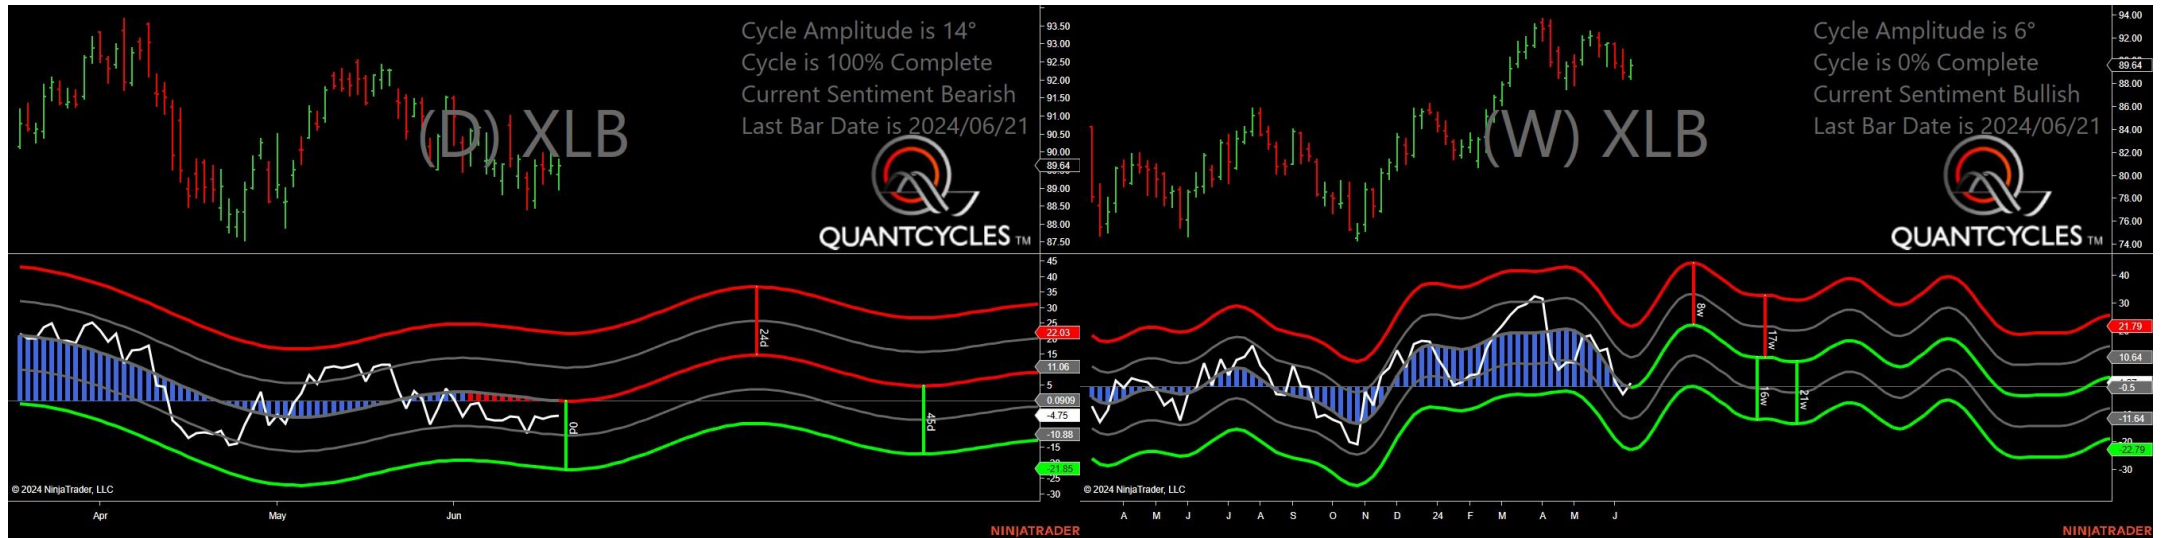 Cycle Amplitude is 14°
Cycle is 100% Complete
Current Sentiment Bearish
Last Bar Date is 2024/06/21
(D) XLB
QUANTCYCLES TM
93.50
93.00
92.50
92.00
91.50
91.00
90.50
90.00
89.64
89.00
88.50
88.00
87.50
45
40
35
30
25
22.03
15
11.06
5
0.0909
-4.75
-10.88
-15
-21.85
-25
-30
24d
0d
45d
© 2024 NinjaTrader, LLC
Apr
May
Jun
NINJATRADER
Cycle Amplitude is 6°
Cycle is 0% Complete
Current Sentiment Bullish
Last Bar Date is 2024/06/21
(W) XLB
QUANTCYCLES TM
94.00
92.00
89.64
88.00
86.00
84.00
82.00
80.00
78.00
76.00
74.00
40
30
21.79
10.64
-0.5
-11.64
-20
-22.79
-30
8w
17w
16w
21w
© 2024 NinjaTrader, LLC
A
M
J
J
A
S
O
N
D
24
F
M
A
M
J
NINJATRADER